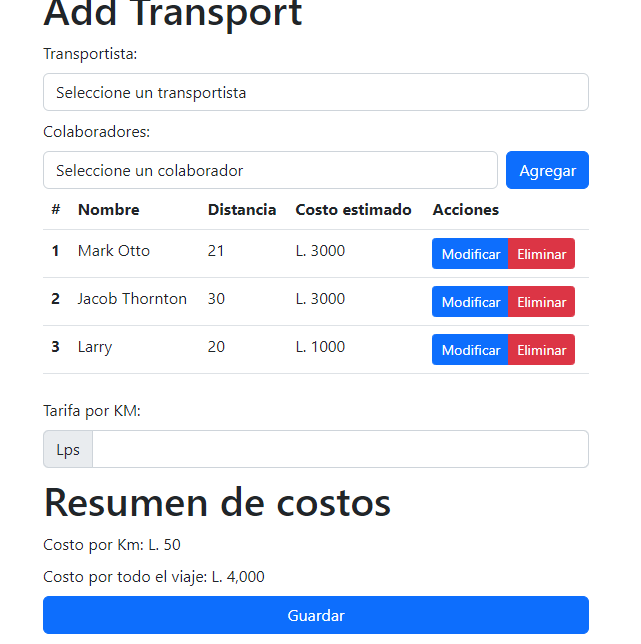 Add Transport
Transportista:
Seleccione un transportista
Colaboradores:
Seleccione un colaborador Agregar
# Nombre Distancia Costo estimado Acciones
1 Mark Otto 21 L. 3000 Modificar Eliminar
2 Jacob Thornton 30 L. 3000 Modificar Eliminar
3 Larry 20 L. 1000 Modificar Eliminar
Tarifa por KM:
Lps
Resumen de costos
Costo por Km: L. 50
Costo por todo el viaje: L. 4,000
Guardar